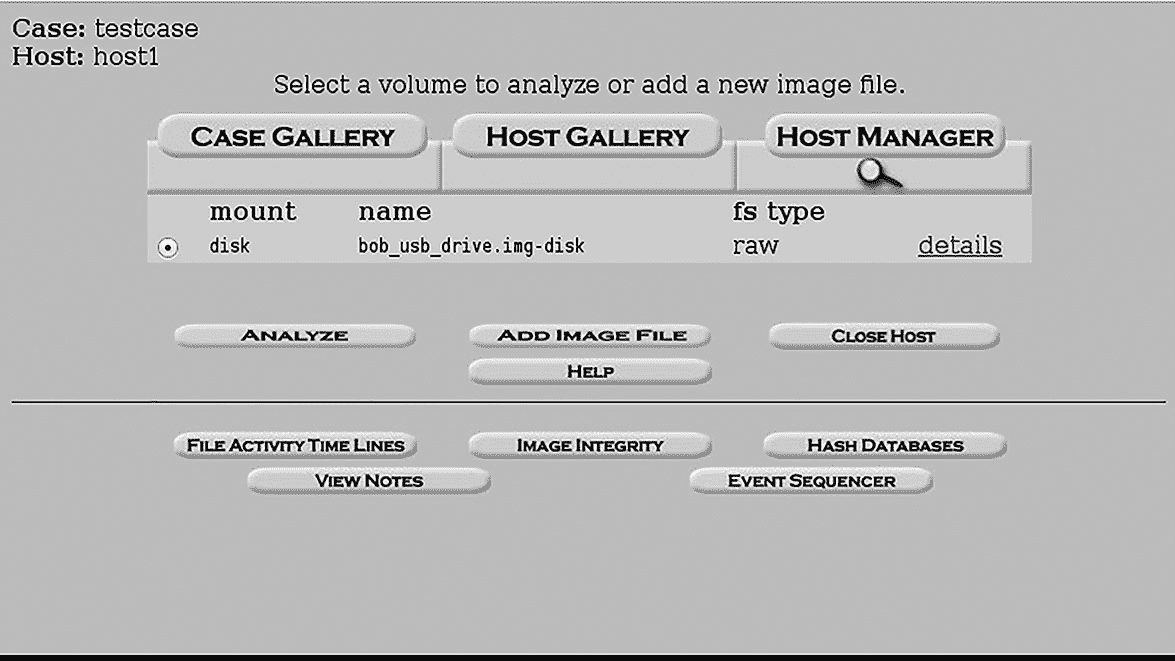 Case: testcase
Host: host1
Select a volume to analyze or add a new image file.
CASE GALLERY HOST GALLERY HOST MANAGER
mount name fs type
disk bob_usb_drive.img-disk raw details
ANALYZE ADD IMAGE FILE CLOSE HOST
HELP
FILE ACTIVITY TIME LINES IMAGE INTEGRITY HASH DATABASES
VIEW NOTES EVENT SEQUENCER